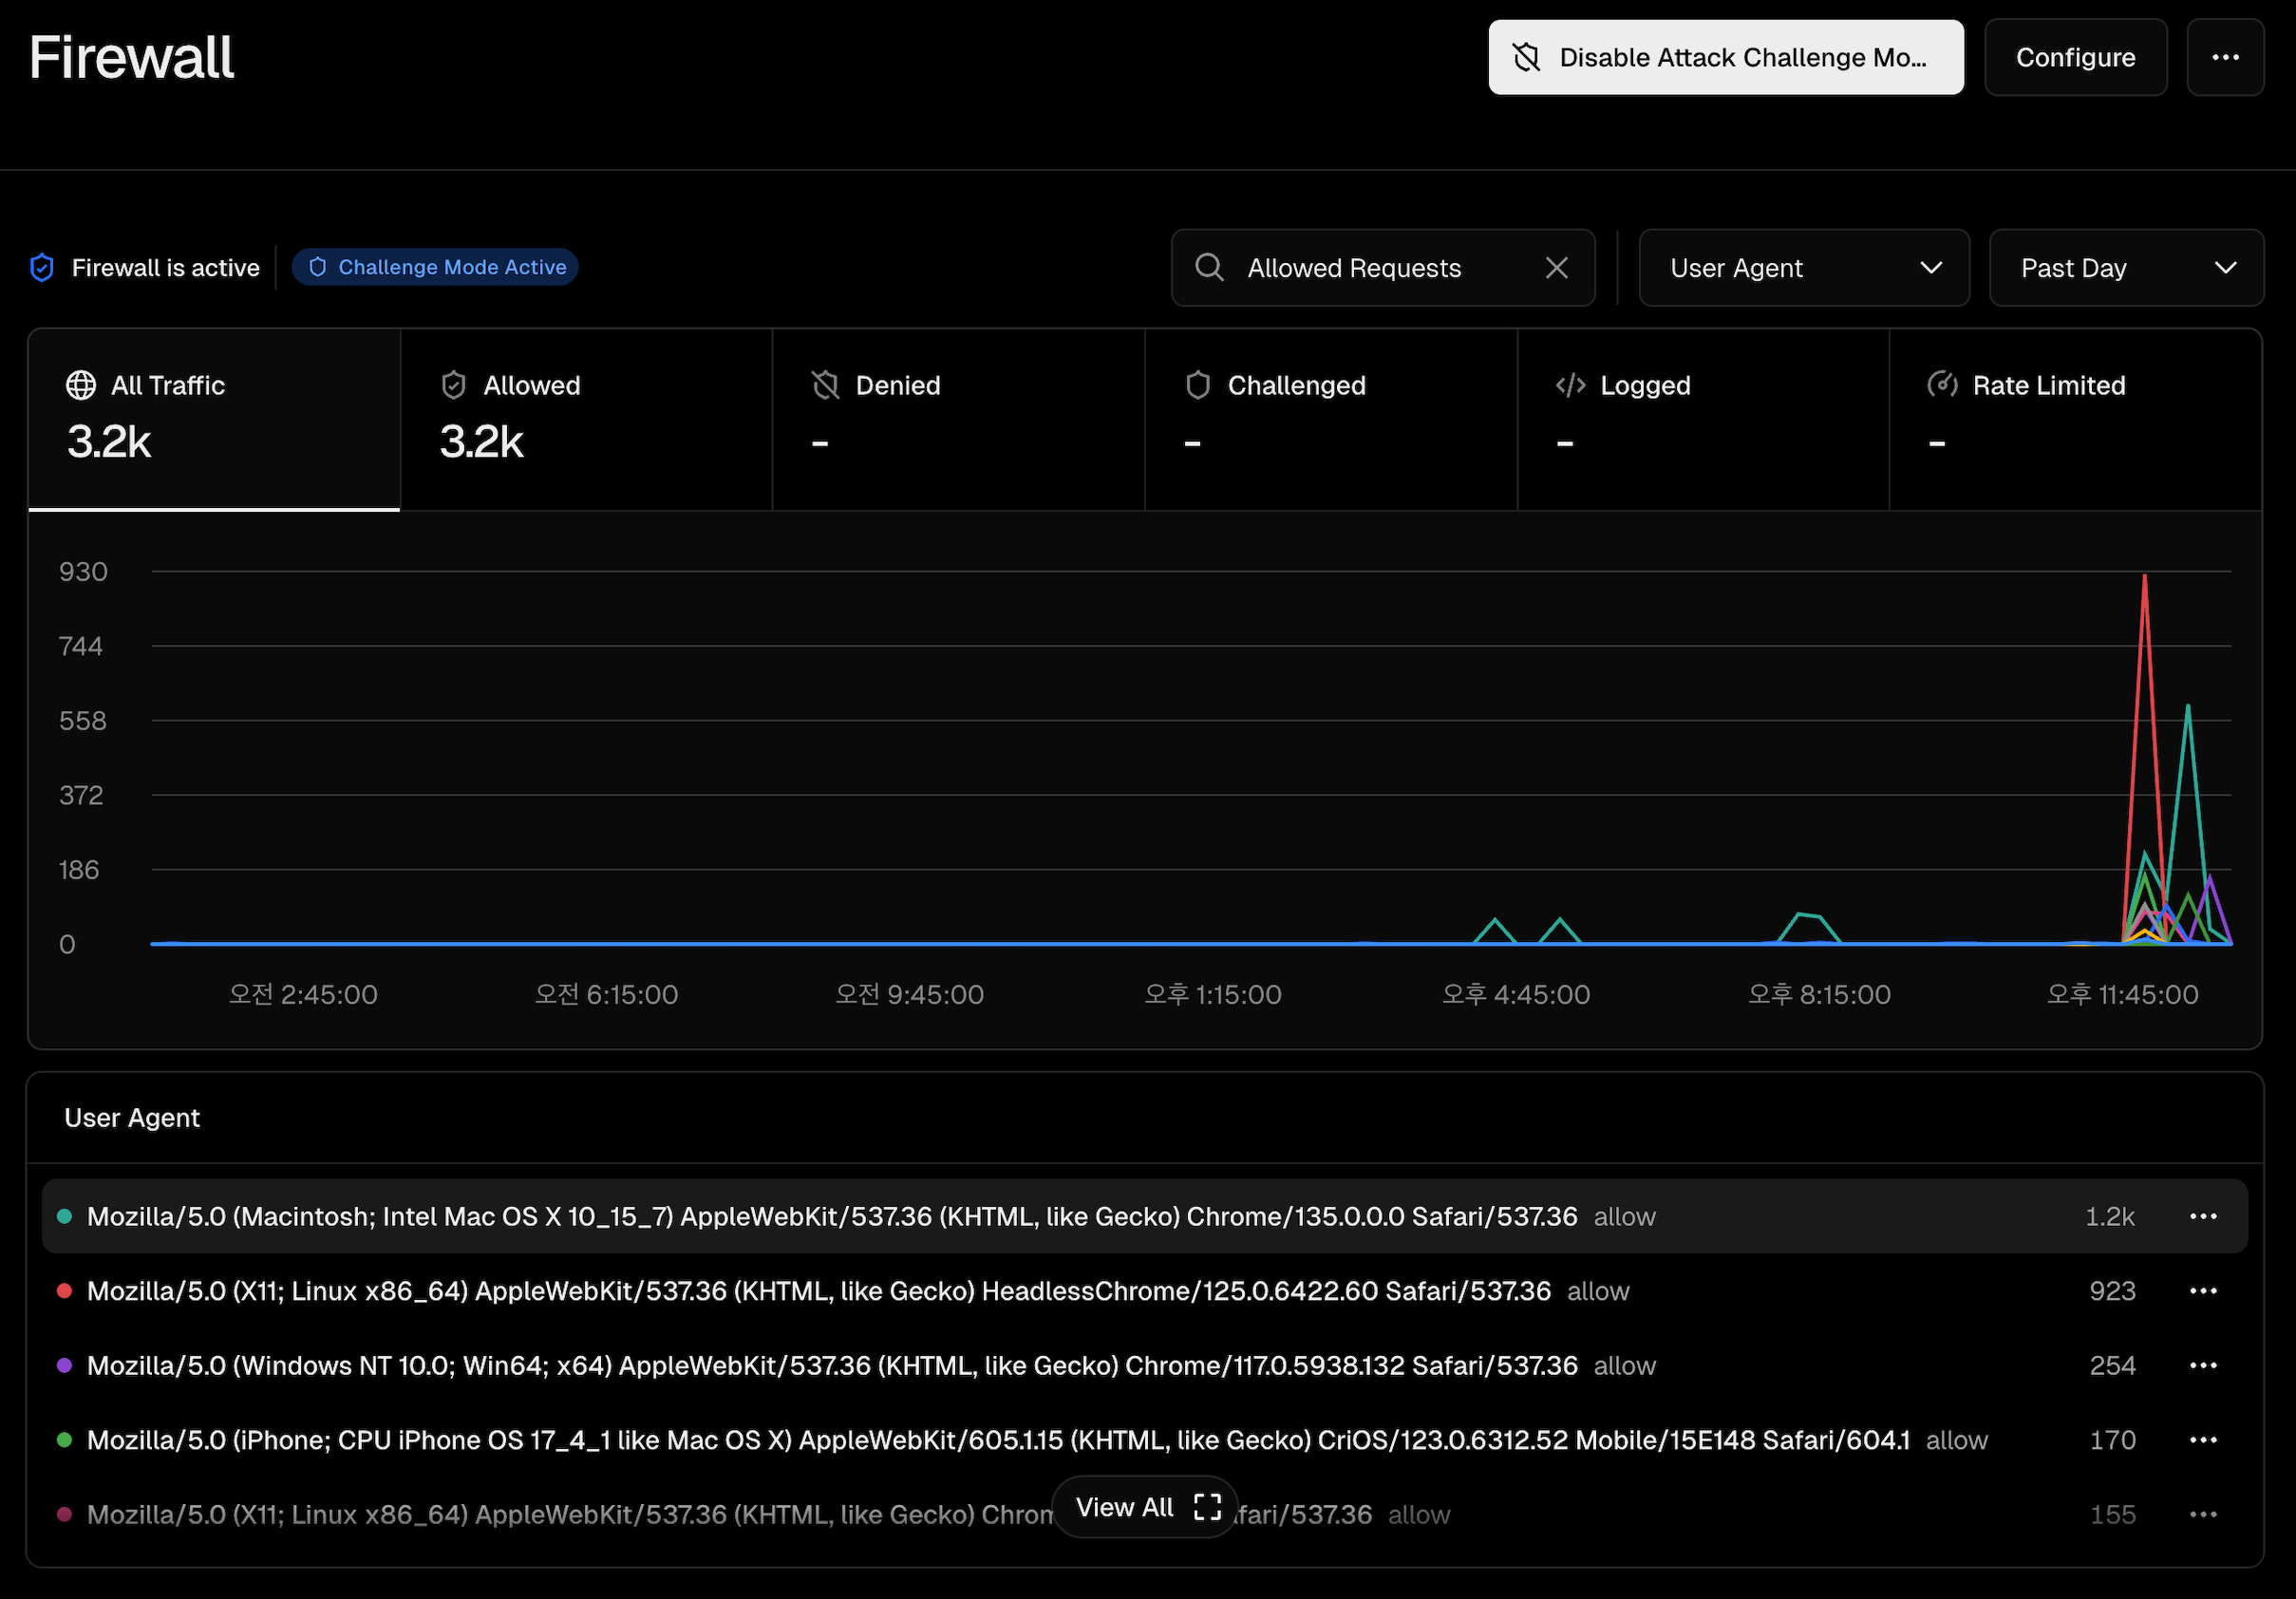 Firewall
Disable Attack Challenge Mo...
Configure
Firewall is active
Challenge Mode Active
Allowed Requests
User Agent
Past Day
All Traffic
3.2k
Allowed
3.2k
Denied
-
Challenged
-
Logged
-
Rate Limited
-
930
744
558
372
186
0
오전 2:45:00
오전 6:15:00
오전 9:45:00
오후 1:15:00
오후 4:45:00
오후 8:15:00
오후 11:45:00
User Agent
Mozilla/5.0 (Macintosh; Intel Mac OS X 10_15_7) AppleWebKit/537.36 (KHTML, like Gecko) Chrome/135.0.0.0 Safari/537.36 allow 1.2k
Mozilla/5.0 (X11; Linux x86_64) AppleWebKit/537.36 (KHTML, like Gecko) HeadlessChrome/125.0.6422.60 Safari/537.36 allow 923
Mozilla/5.0 (Windows NT 10.0; Win64; x64) AppleWebKit/537.36 (KHTML, like Gecko) Chrome/117.0.5938.132 Safari/537.36 allow 254
Mozilla/5.0 (iPhone; CPU iPhone OS 17_4_1 like Mac OS X) AppleWebKit/605.1.15 (KHTML, like Gecko) CriOS/123.0.6312.52 Mobile/15E148 Safari/604.1 allow 170
Mozilla/5.0 (X11; Linux x86_64) AppleWebKit/537.36 (KHTML, like Gecko) Chrom fari/537.36 allow 155
View All